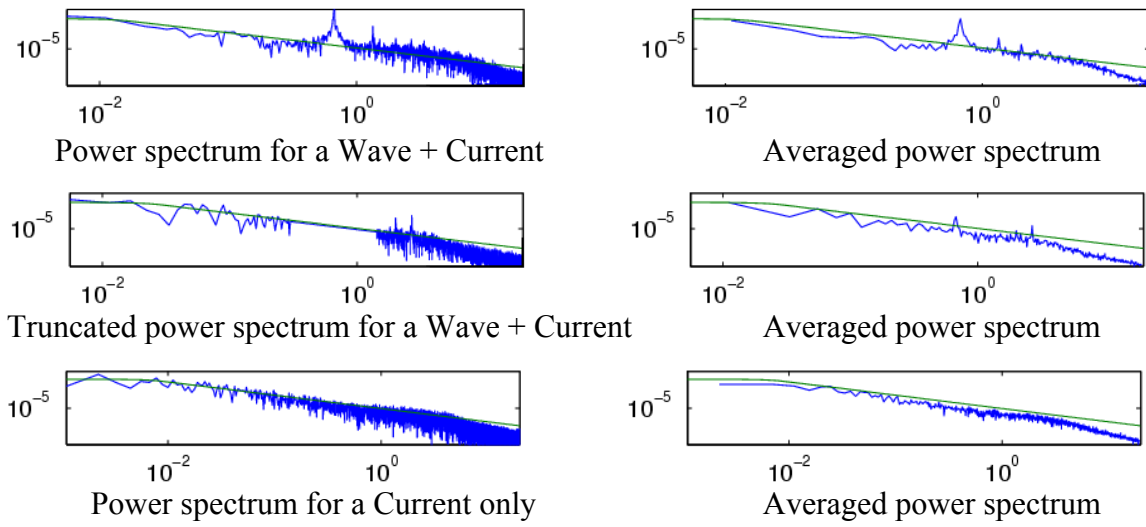 10^-5
10^-5
10^-2 10^0
10^-2 10^0
Power spectrum for a Wave + Current
Averaged power spectrum
10^-5
10^-5
10^-2 10^0
10^-2 10^0
Truncated power spectrum for a Wave + Current
Averaged power spectrum
10^-5
10^-5
10^-2 10^0
10^-2 10^0
Power spectrum for a Current only
Averaged power spectrum